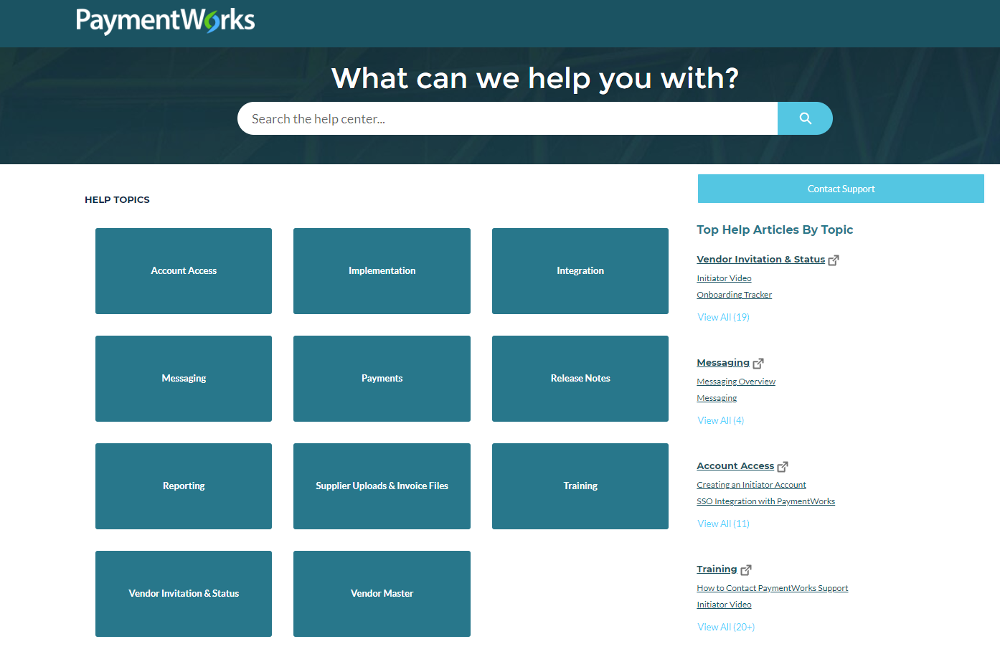 PaymentWorks
What can we help you with?
Search the help center...
Contact Support
HELP TOPICS
Account Access
Implementation
Integration
Messaging
Payments
Release Notes
Reporting
Supplier Uploads & Invoice Files
Training
Vendor Invitation & Status
Vendor Master
Top Help Articles By Topic
Vendor Invitation & Status
Initiator Video
Onboarding Tracker
View All (19)
Messaging
Messaging Overview
Messaging
View All (4)
Account Access
Creating an Initiator Account
SSO Integration with PaymentWorks
View All (11)
Training
How to Contact PaymentWorks Support
Initiator Video
View All (20+)